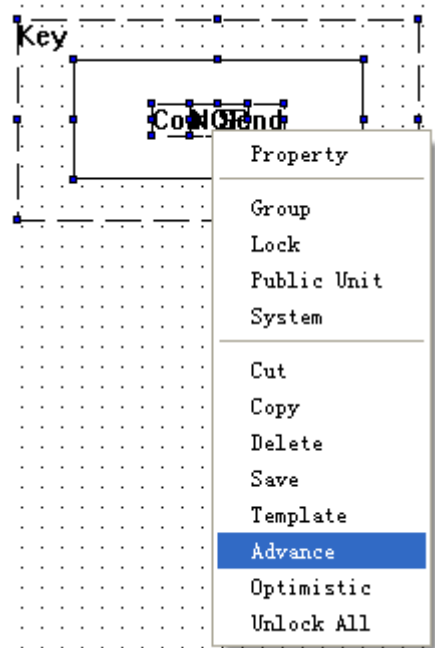 Key
Property
Group
Lock
Public Unit
System
Cut
Copy
Delete
Save
Template
Advance
Optimistic
Unlock All